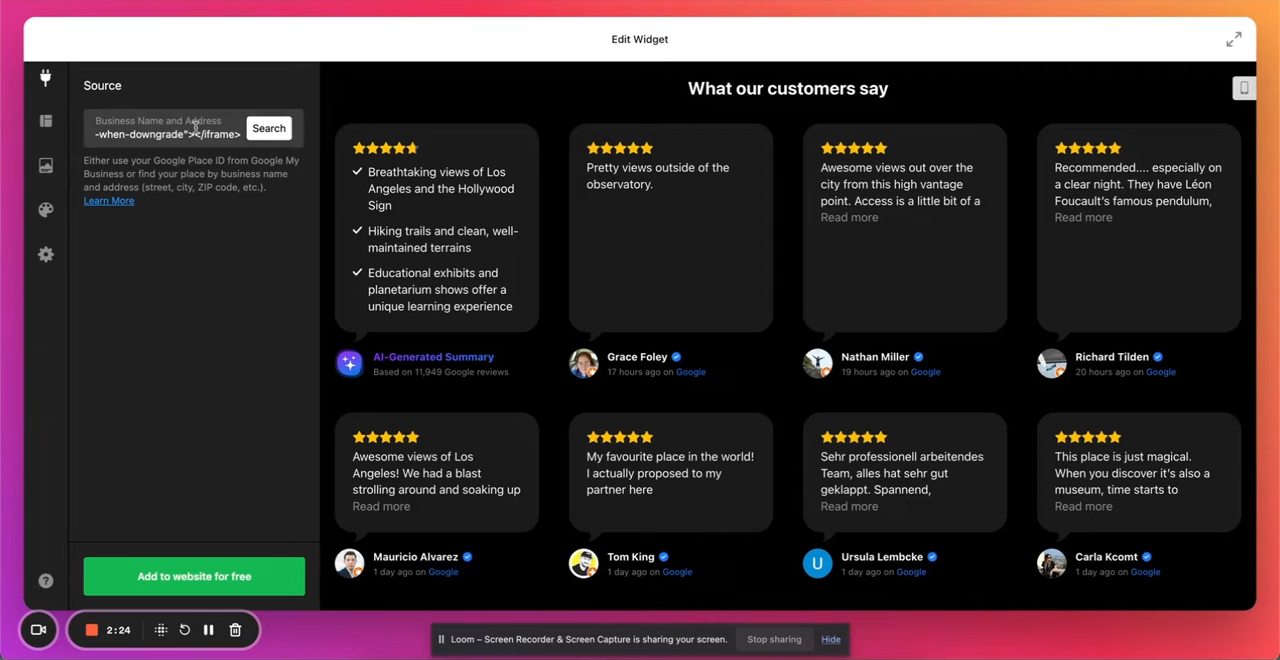 Edit Widget
Source
Business Name and Address
-when-downgrade"></iframe>
Search
Either use your Google Place ID from Google My
Business or find your place by business name
and address (street, city, ZIP code, etc.).
Learn More
Add to website for free
What our customers say
Breathtaking views of Los
Angeles and the Hollywood
Sign
Hiking trails and clean, well-
maintained terrains
Educational exhibits and
planetarium shows offer a
unique learning experience
AI-Generated Summary
Based on 11,949 Google reviews
Pretty views outside of the
observatory.
Grace Foley
17 hours ago on Google
Awesome views out over the
city from this high vantage
point. Access is a little bit of a
Read more
Nathan Miller
19 hours ago on Google
Recommended.... especially on
a clear night. They have Léon
Foucault's famous pendulum,
Read more
Richard Tilden
20 hours ago on Google
Awesome views of Los
Angeles! We had a blast
strolling around and soaking up
Read more
Mauricio Alvarez
1 day ago on Google
My favourite place in the world!
I actually proposed to my
partner here
Tom King
1 day ago on Google
Sehr professionell arbeitendes
Team, alles hat sehr gut
geklappt. Spannend,
Read more
U
Ursula Lembcke
1 day ago on Google
This place is just magical.
When you discover it's also a
museum, time starts to
Read more
Carla Kcomt
1 day ago on Google
2:24
Loom – Screen Recorder & Screen Capture is sharing your screen.
Stop sharing
Hide